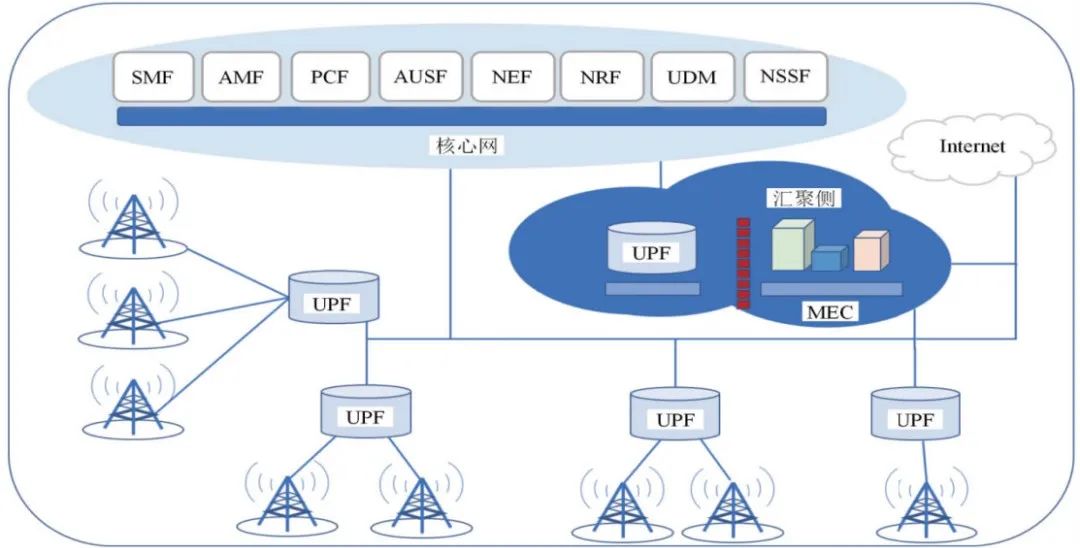 SMF
AMF
PCF
AUSF
NEF
NRF
UDM
NSSF
核心网
Internet
汇聚侧
UPF
MEC
UPF
UPF
UPF
UPF